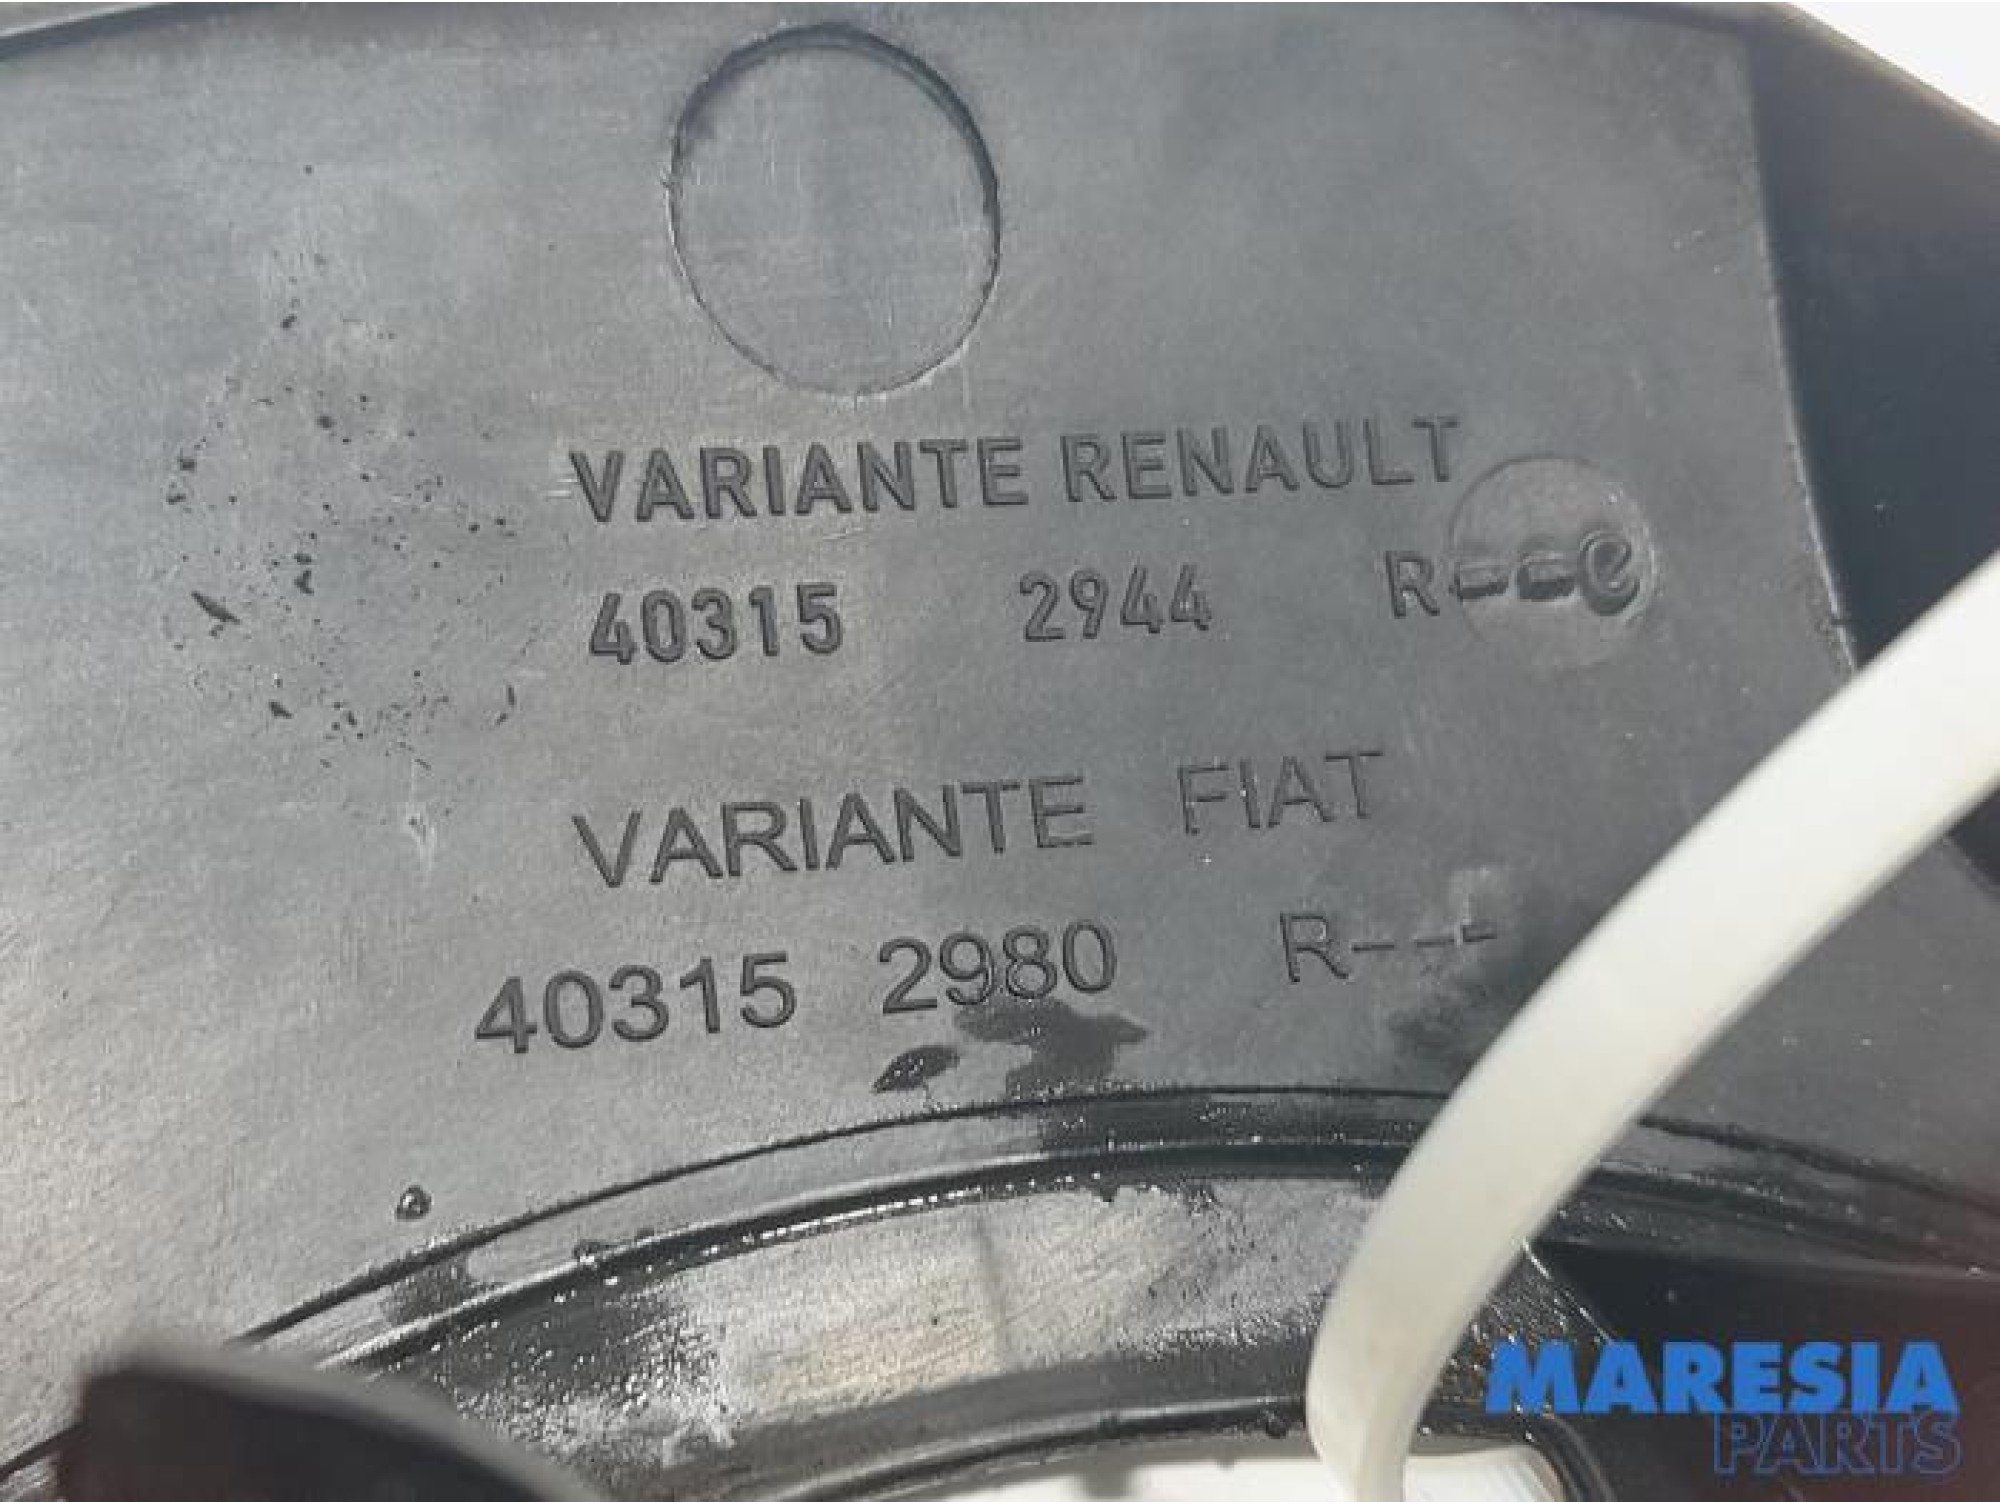 VARIANTE RENAULT
40315 2944 R---e
VARIANTE FIAT
40315 2980 R---
MARESIA
PARTS